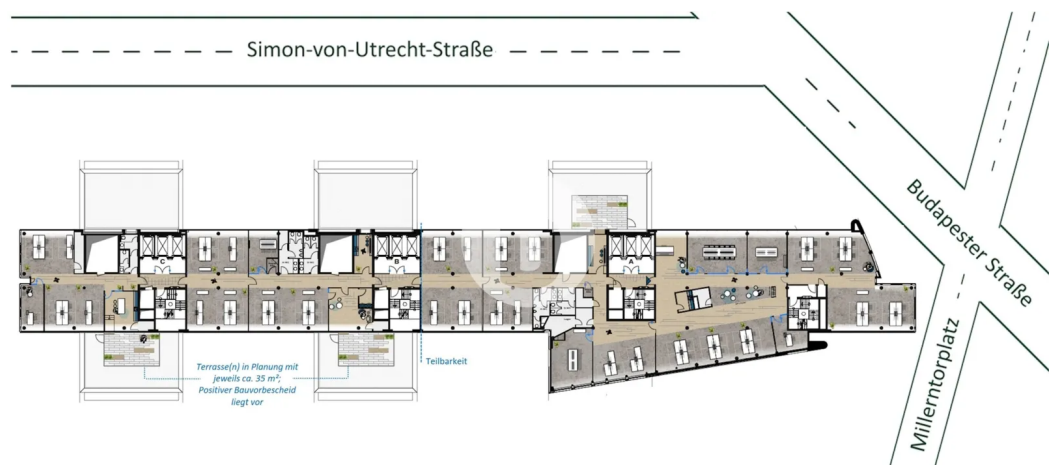 Simon-von-Utrecht-Straße
Budapester Straße
Millerntorplatz
C
B
A
Teilbarkeit
Terrasse(n) in Planung mit
jeweils ca. 35 m²;
Positiver Bauvorbescheid
liegt vor